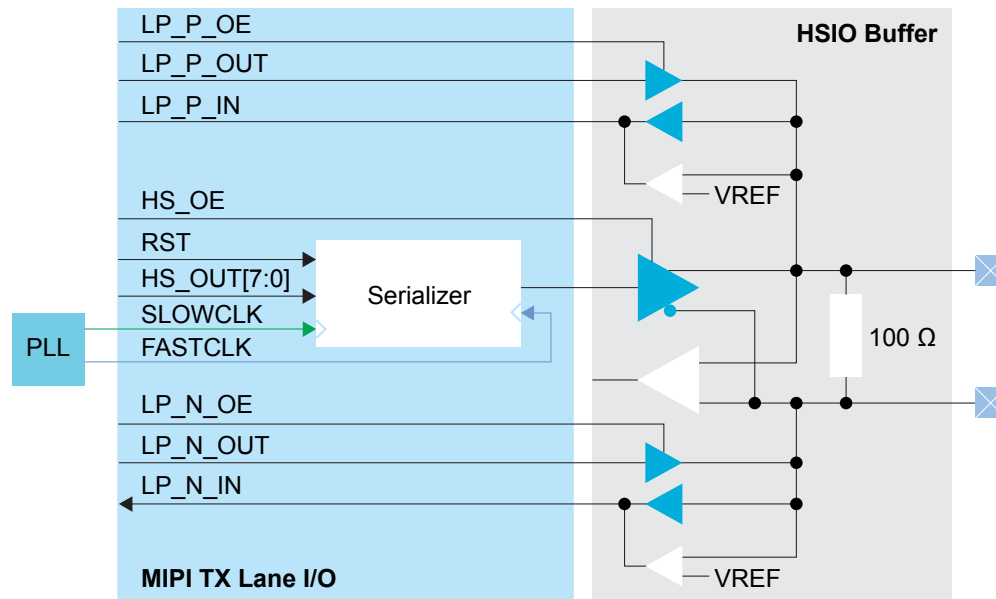 LP_P_OE
HSIO Buffer
LP_P_OUT
LP_P_IN
VREF
HS_OE
RST
HS_OUT[7:0]
Serializer
SLOWCLK
PLL
FASTCLK
100 Ω
LP_N_OE
LP_N_OUT
LP_N_IN
MIPI TX Lane I/O
VREF